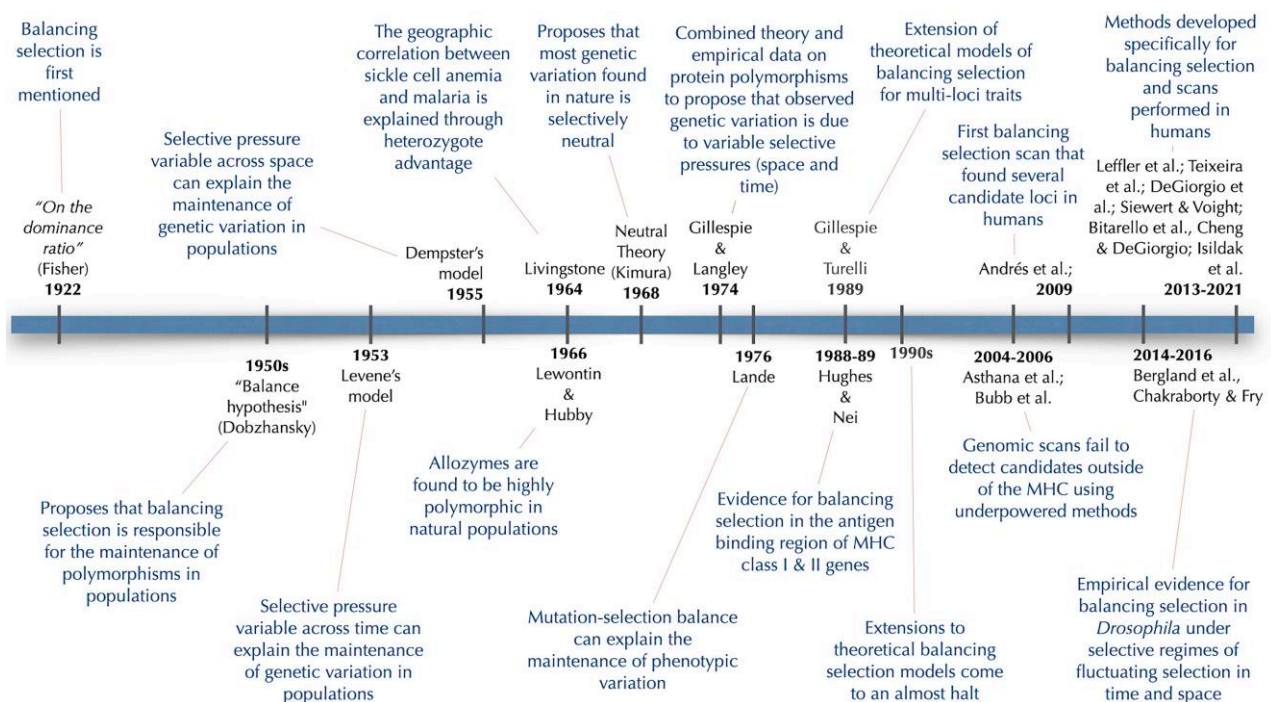 Balancing
selection is
first
mentioned
"On the
dominance
ratio"
(Fisher)
1922
Selective pressure
variable across space
can explain the
maintenance of
genetic variation in
populations
Dempster's
model
1955
The geographic
correlation between
sickle cell anemia
and malaria is
explained through
heterozygote
advantage
Livingstone
1964
Proposes that
most genetic
variation found
in nature is
selectively
neutral
Neutral
Theory
(Kimura)
1968
Combined theory and
empirical data on
protein polymorphisms
to propose that observed
genetic variation is due
to variable selective
pressures (space and
time)
Gillespie
&
Langley
1974
Extension of
theoretical models of
balancing selection
for multi-loci traits
Gillespie
&
Turelli
1989
First balancing
selection scan that
found several
candidate loci in
humans
Andrés et al.;
2009
Methods developed
specifically for
balancing selection
and scans
performed in
humans
Leffler et al.; Teixeira
et al.; DeGiorgio et
al.; Siewert & Voight;
Bitarello et al., Cheng
& DeGiorgio; Isildak
et al.
2013-2021
1950s
"Balance
hypothesis"
(Dobzhansky)
Proposes that balancing
selection is responsible
for the maintenance of
polymorphisms in
populations
1953
Levene's
model
Selective pressure
variable across time can
explain the maintenance
of genetic variation in
populations
1966
Lewontin
&
Hubby
Allozymes are
found to be highly
polymorphic in
natural populations
1976
Lande
Mutation-selection balance
can explain the
maintenance of phenotypic
variation
1988-89
Hughes
&
Nei
Evidence for balancing
selection in the antigen
binding region of MHC
class I & II genes
1990s
Extensions to
theoretical balancing
selection models come
to an almost halt
2004-2006
Asthana et al.;
Bubb et al.
Genomic scans fail to
detect candidates outside
of the MHC using
underpowered methods
2014-2016
Bergland et al.,
Chakraborty & Fry
Empirical evidence for
balancing selection in
Drosophila under
selective regimes of
fluctuating selection in
time and space